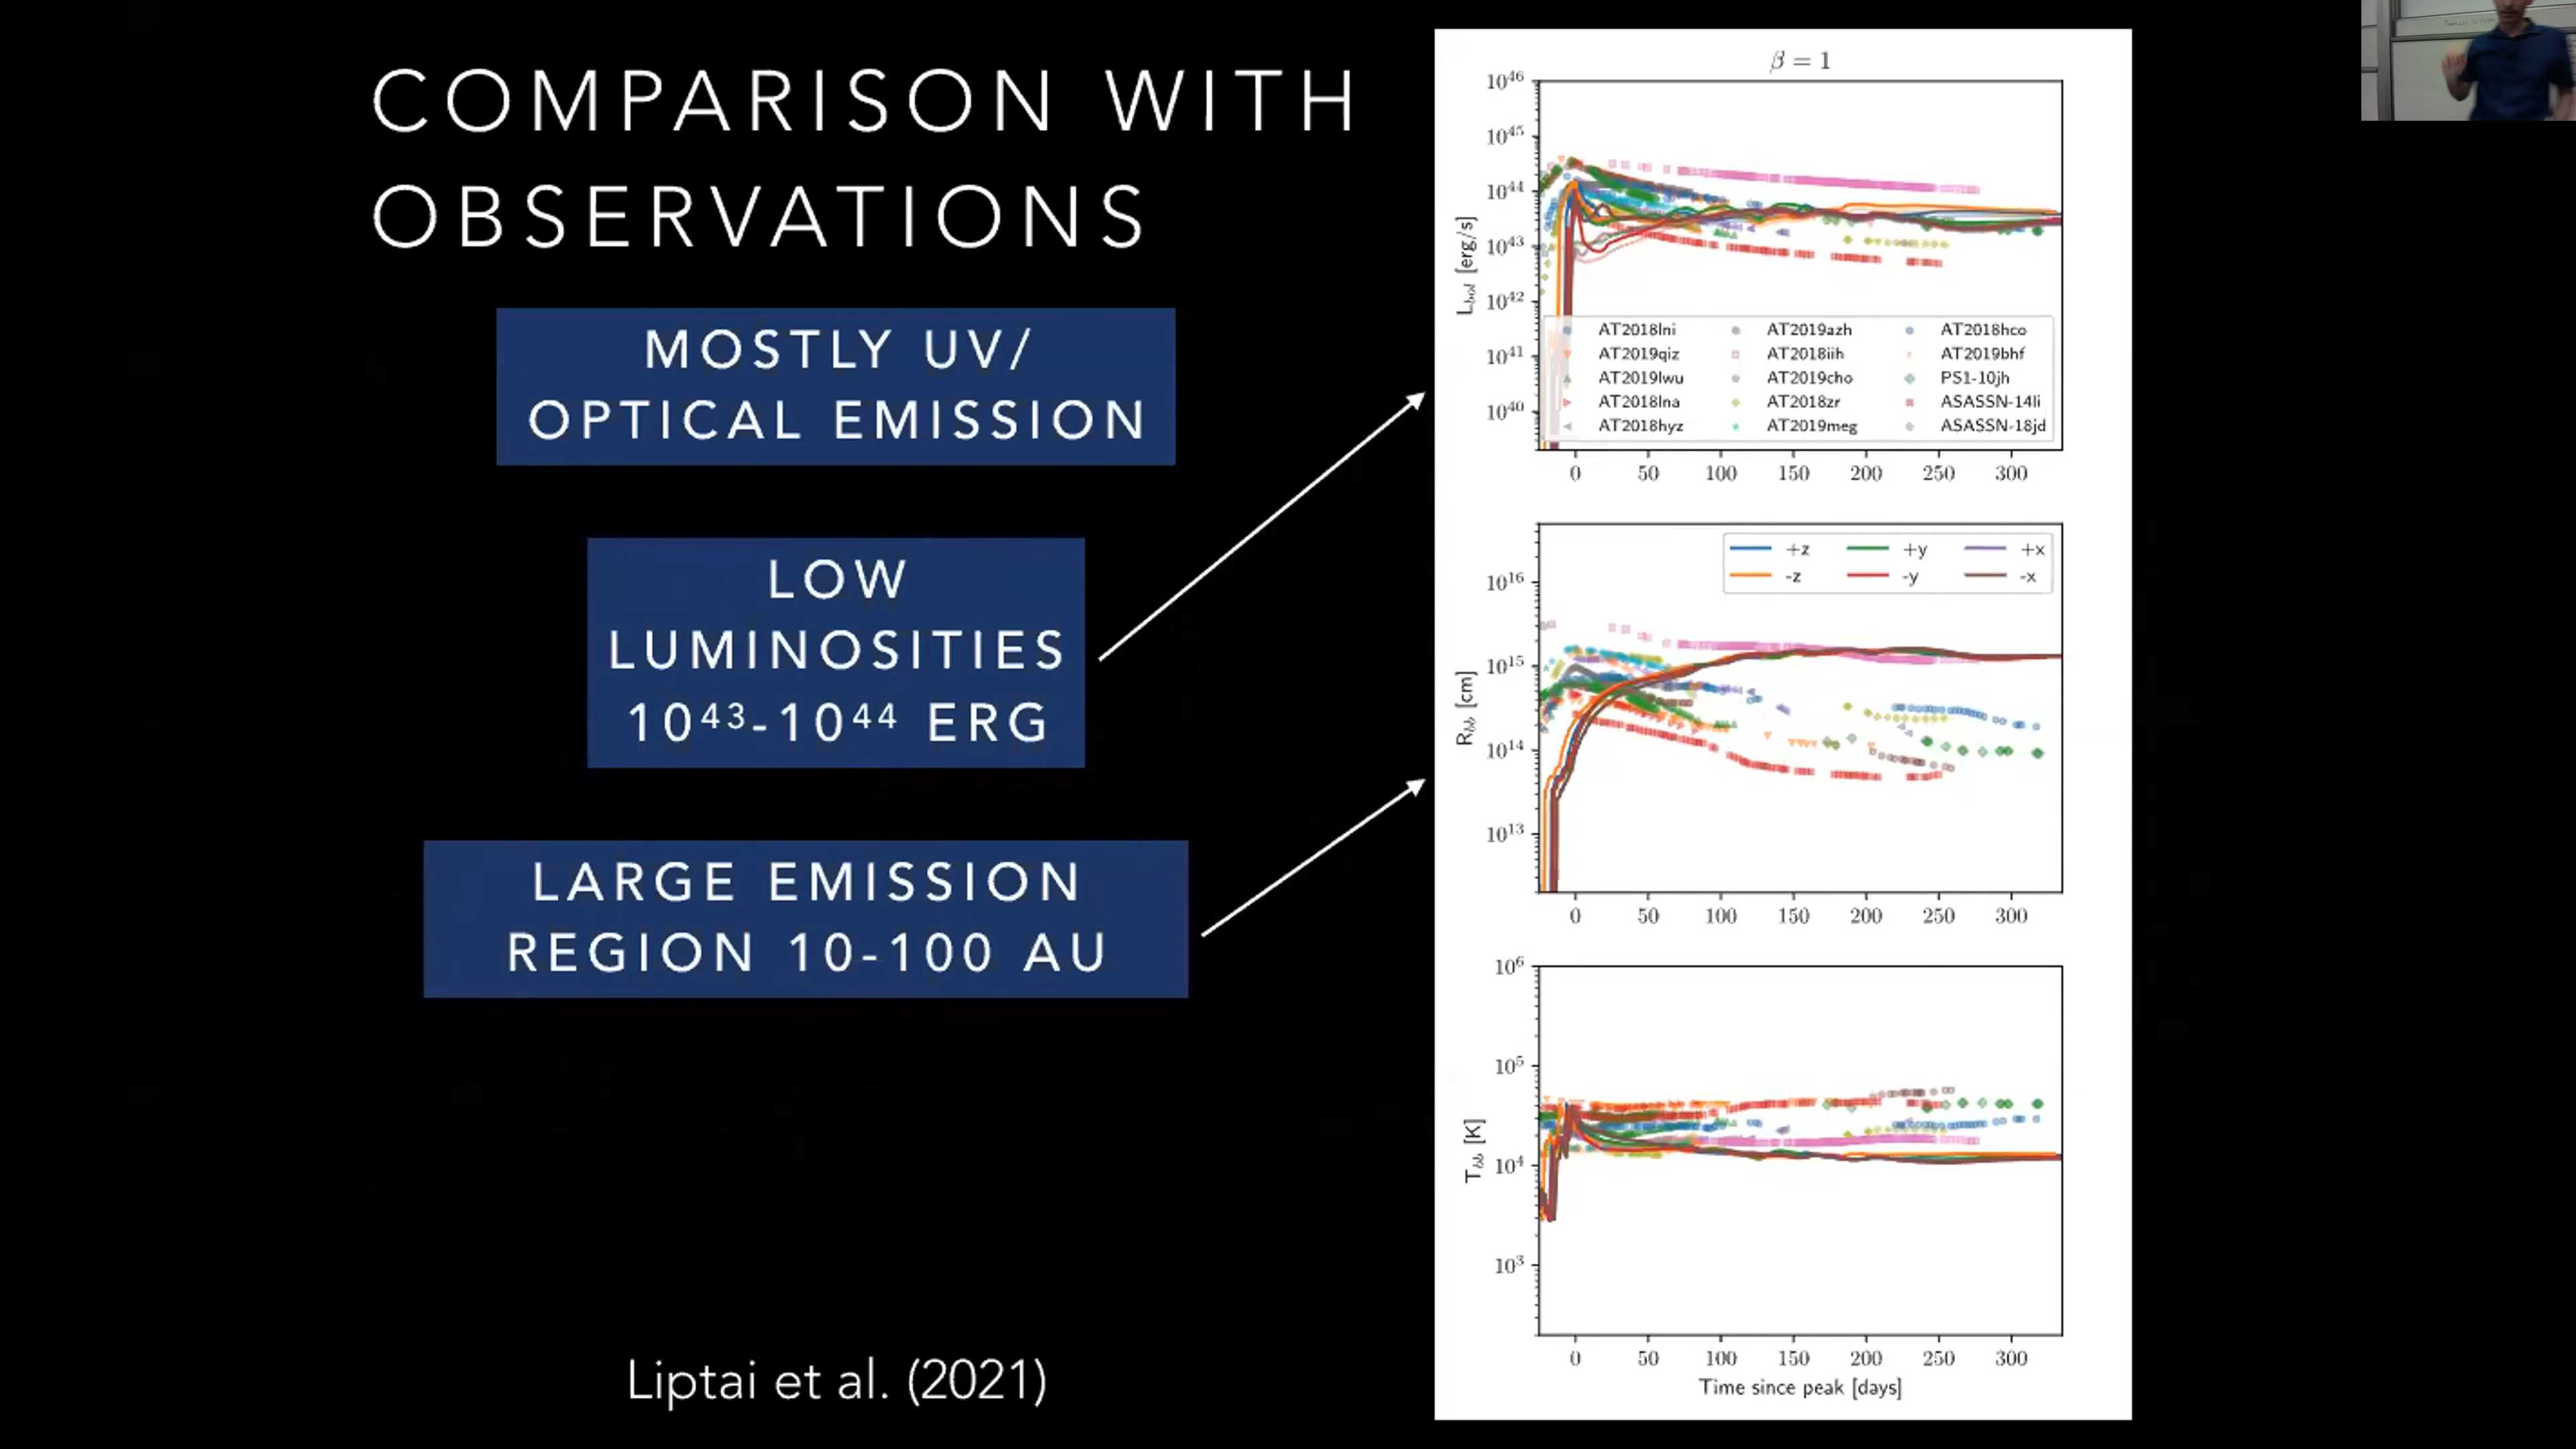 COMPARISON WITH
OBSERVATIONS
MOSTLY UV/
OPTICAL EMISSION
LOW
LUMINOSITIES
10⁴³-10⁴⁴ ERG
LARGE EMISSION
REGION 10-100 AU
Liptai et al. (2021)
β = 1
L_bol [erg/s]
10⁴⁶
10⁴⁵
10⁴⁴
10⁴³
10⁴²
10⁴¹
10⁴⁰
AT2018lni AT2019azh AT2018hco
AT2019qiz AT2018iih AT2019bhf
AT2019lwu AT2019cho PS1-10jh
AT2018lna AT2018zr ASASSN-14li
AT2018hyz AT2019meg ASASSN-18jd
0 50 100 150 200 250 300
R_bb [cm]
10¹⁶
10¹⁵
10¹⁴
10¹³
+z +y +x
-z -y -x
0 50 100 150 200 250 300
T_bb [K]
10⁶
10⁵
10⁴
10³
0 50 100 150 200 250 300
Time since peak [days]